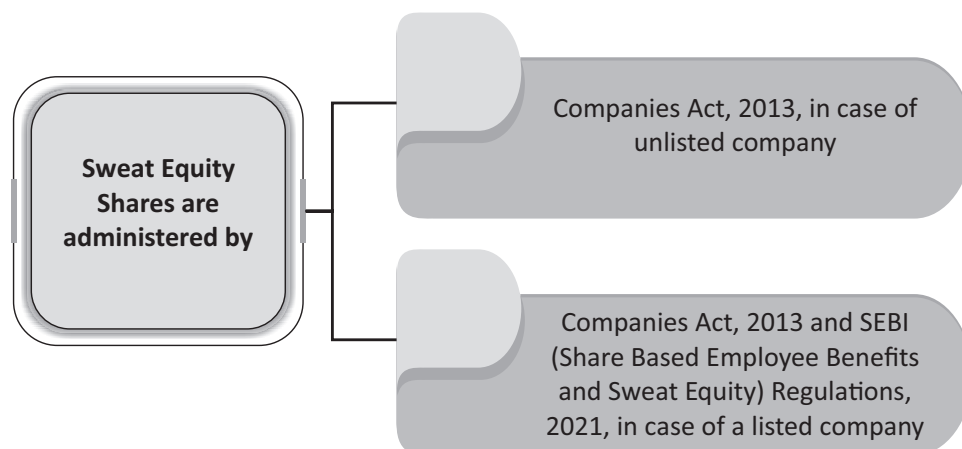 Sweat Equity
Shares are
administered by
Companies Act, 2013, in case of
unlisted company
Companies Act, 2013 and SEBI
(Share Based Employee Benefits
and Sweat Equity) Regulations,
2021, in case of a listed company